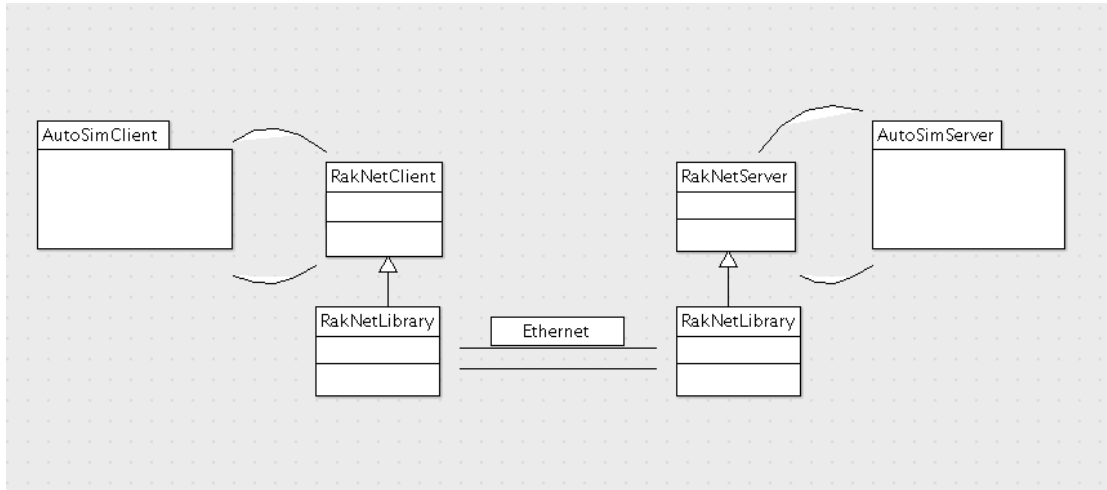 AutoSimClient
AutoSimServer
RakNetClient
RakNetServer
RakNetLibrary
Ethernet
RakNetLibrary